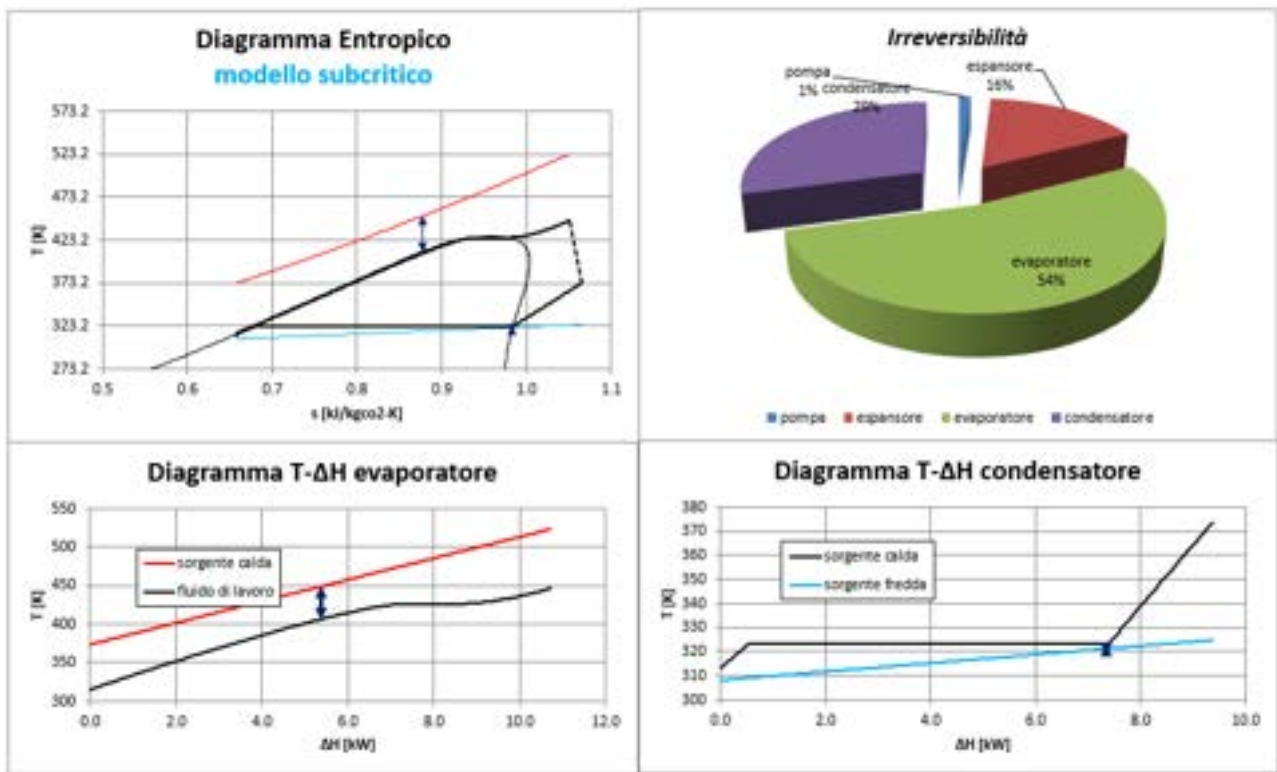 Diagramma Entropico
modello subcritico
573.2
523.2
473.2
423.2
373.2
323.2
273.2
T [K]
0.5 0.6 0.7 0.8 0.9 1.0 1.1
s [kJ/kgco2-K]
Irreversibilità
pompa
1%
condensatore
29%
espansore
16%
evaporatore
54%
pompa espansore evaporatore condensatore
Diagramma T-ΔH evaporatore
550
500
450
400
350
300
T [K]
sorgente calda
fluido di lavoro
0.0 2.0 4.0 6.0 8.0 10.0 12.0
ΔH [kW]
Diagramma T-ΔH condensatore
380
370
360
350
340
330
320
310
300
T [K]
sorgente calda
sorgente fredda
0.0 2.0 4.0 6.0 8.0 10.0
ΔH [kW]